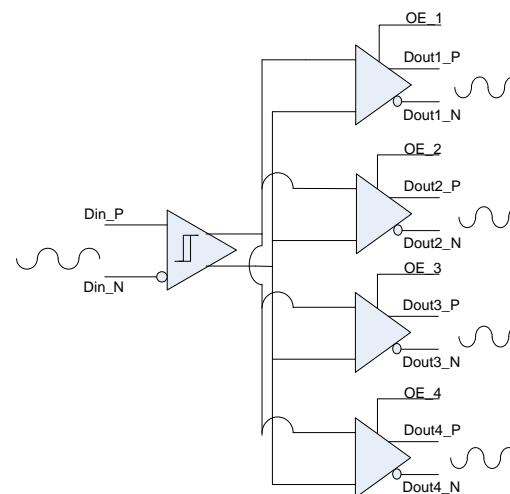 OE_1
Dout1_P
Dout1_N
OE_2
Dout2_P
Dout2_N
Din_P
Din_N
OE_3
Dout3_P
Dout3_N
OE_4
Dout4_P
Dout4_N